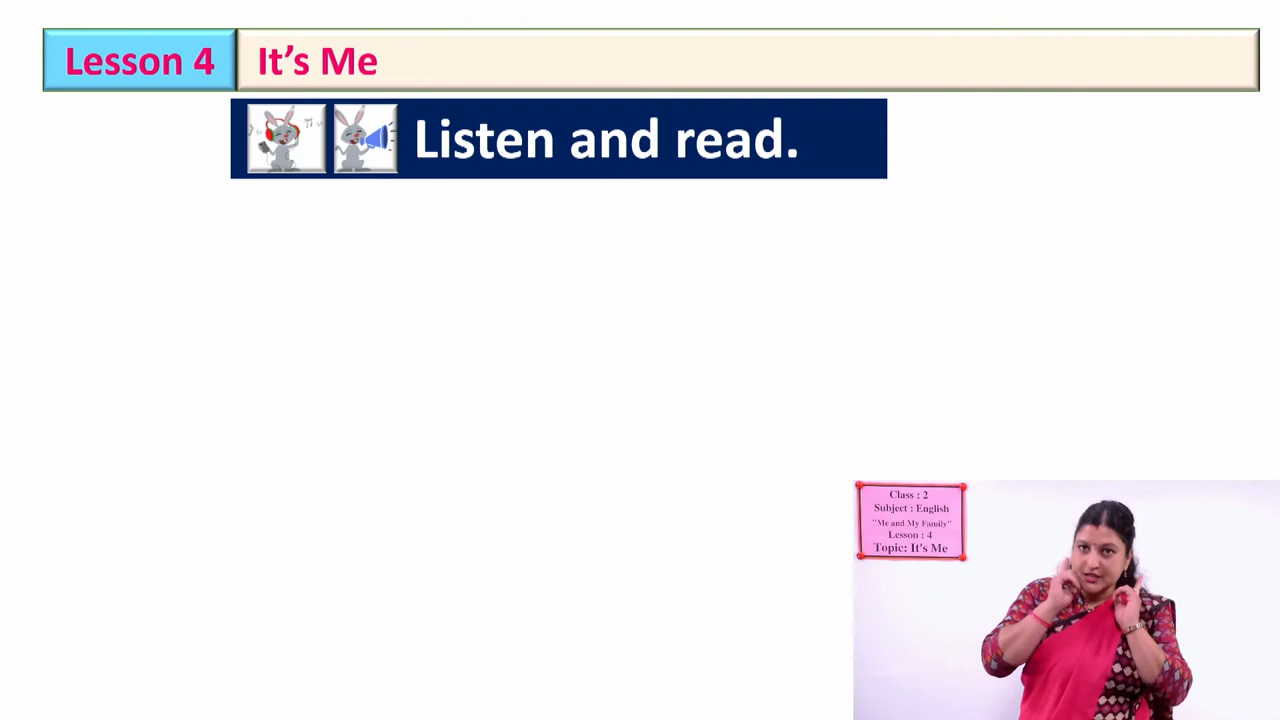 Lesson 4
It's Me
Listen and read.
Class : 2
Subject : English
"Me and My Family"
Lesson : 4
Topic: It's Me